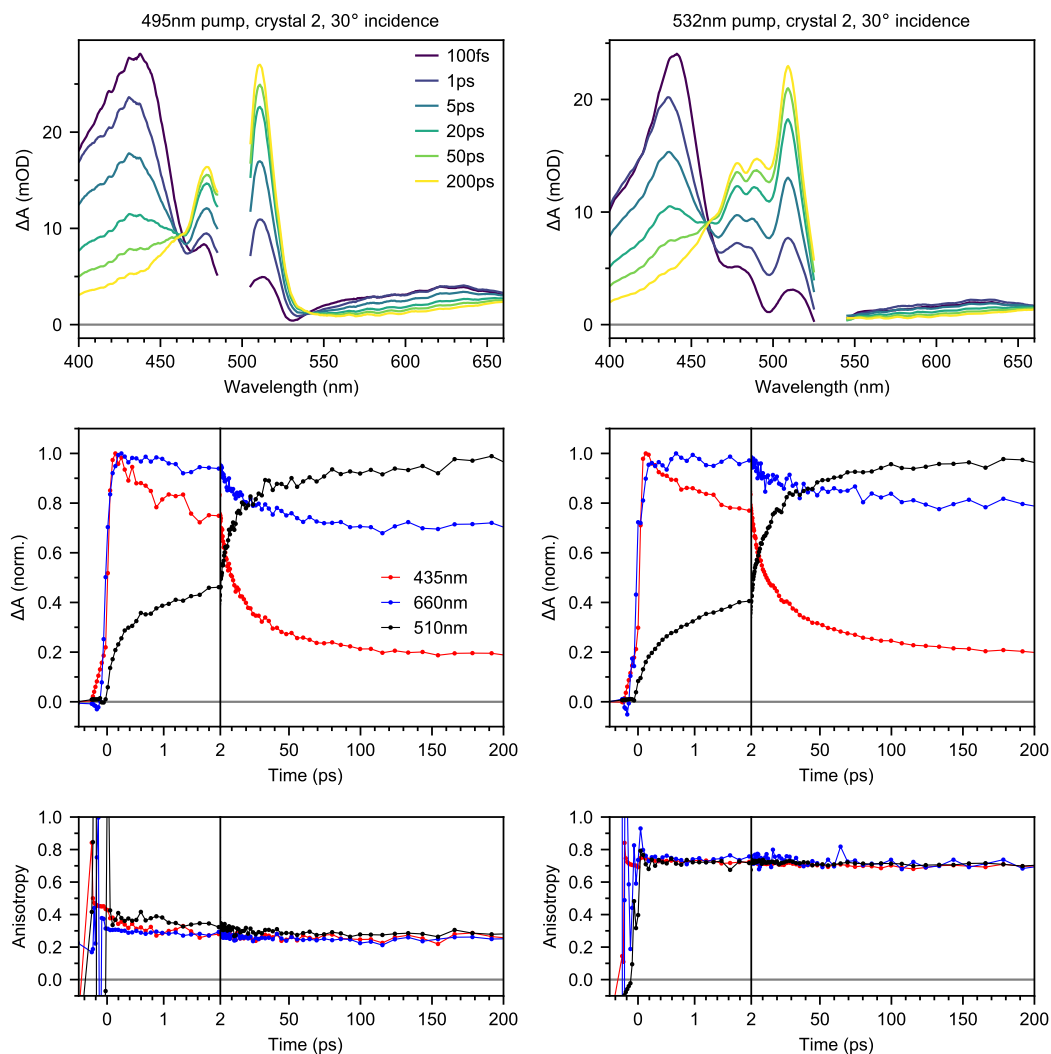 495nm pump, crystal 2, 30° incidence
532nm pump, crystal 2, 30° incidence
ΔA (mOD)
20
10
0
100fs
1ps
5ps
20ps
50ps
200ps
400 450 500 550 600 650
Wavelength (nm)
ΔA (mOD)
20
10
0
400 450 500 550 600 650
Wavelength (nm)
ΔA (norm.)
1.0
0.8
0.6
0.4
0.2
0.0
435nm
660nm
510nm
0 1 2 50 100 150 200
Time (ps)
ΔA (norm.)
1.0
0.8
0.6
0.4
0.2
0.0
0 1 2 50 100 150 200
Time (ps)
Anisotropy
1.0
0.8
0.6
0.4
0.2
0.0
0 1 2 50 100 150 200
Time (ps)
Anisotropy
1.0
0.8
0.6
0.4
0.2
0.0
0 1 2 50 100 150 200
Time (ps)